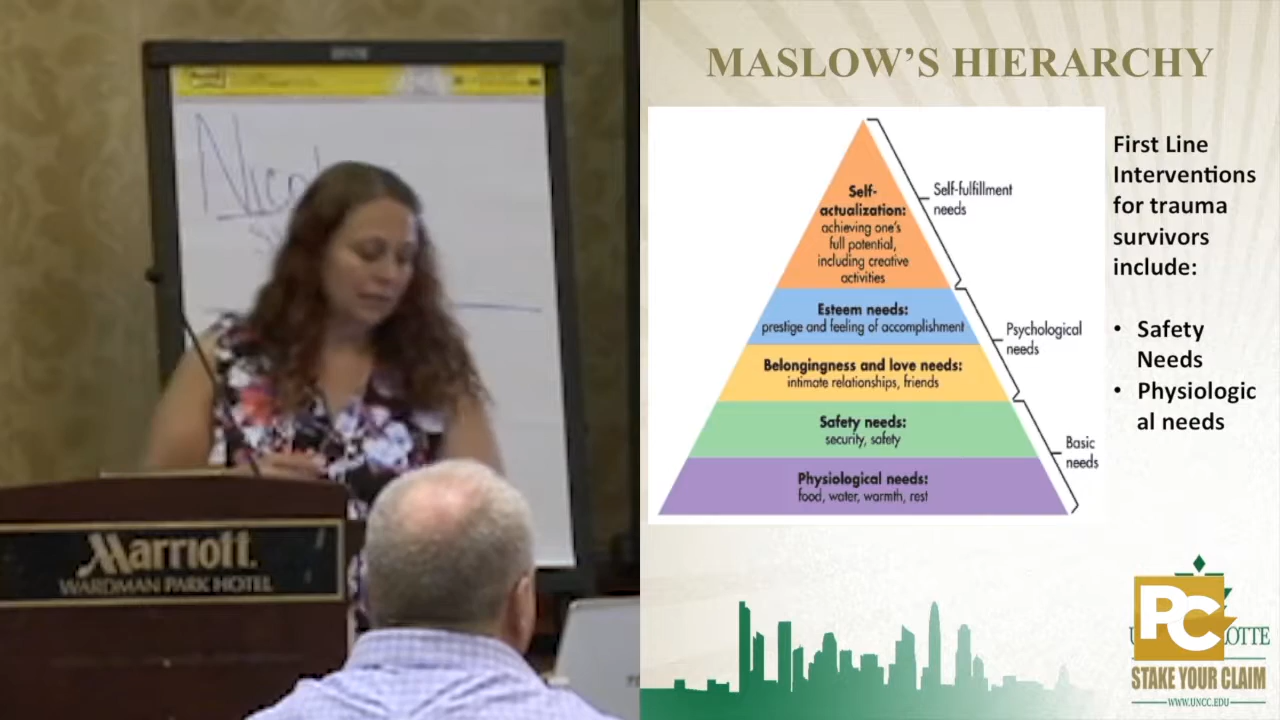 Marriott
WARDMAN PARK HOTEL
MASLOW'S HIERARCHY
Self-
actualization:
achieving one's
full potential,
including creative
activities
Self-fulfillment
needs
Esteem needs:
prestige and feeling of accomplishment
Psychological
needs
Belongingness and love needs:
intimate relationships, friends
Safety needs:
security, safety
Basic
needs
Physiological needs:
food, water, warmth, rest
First Line
Interventions
for trauma
survivors
include:
• Safety
Needs
• Physiologic
al needs
PC
STAKE YOUR CLAIM
WWW.UNCC.EDU